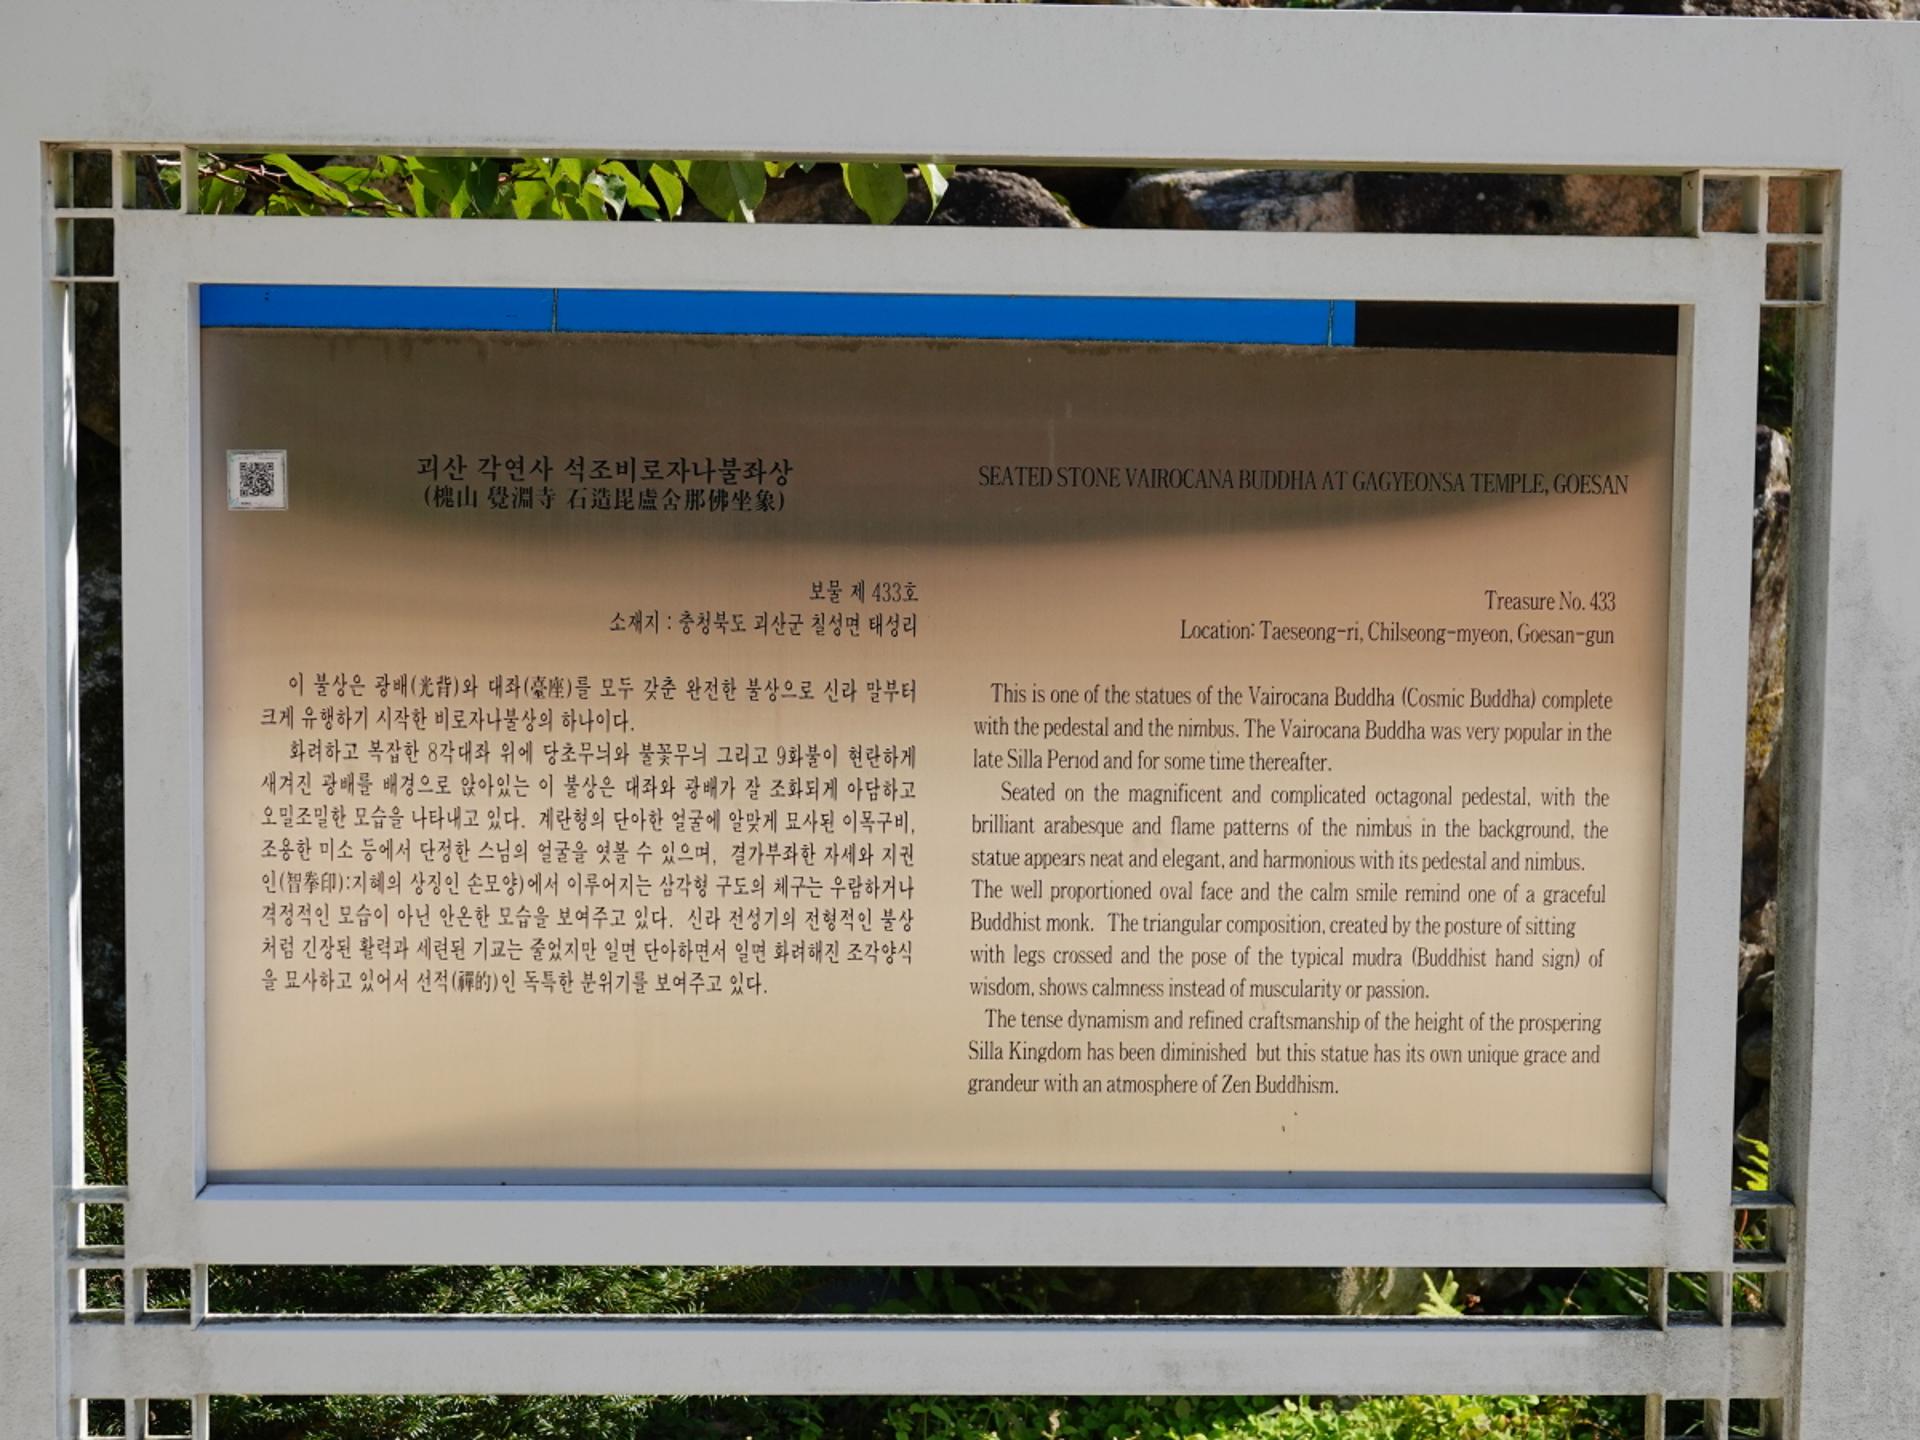 괴산 각연사 석조비로자나불좌상
(槐山 覺淵寺 石造毘盧舍那佛坐象)
보물 제 433호
소재지 : 충청북도 괴산군 칠성면 태성리
이 불상은 광배(光背)와 대좌(臺座)를 모두 갖춘 완전한 불상으로 신라 말부터
크게 유행하기 시작한 비로자나불상의 하나이다.
화려하고 복잡한 8각대좌 위에 당초무늬와 불꽃무늬 그리고 9화불이 현란하게
새겨진 광배를 배경으로 앉아있는 이 불상은 대좌와 광배가 잘 조화되게 아담하고
오밀조밀한 모습을 나타내고 있다. 계란형의 단아한 얼굴에 알맞게 묘사된 이목구비,
조용한 미소 등에서 단정한 스님의 얼굴을 엿볼 수 있으며, 결가부좌한 자세와 지권
인(智拳印):지혜의 상징인 손모양)에서 이루어지는 삼각형 구도의 체구는 우람하거나
격정적인 모습이 아닌 안온한 모습을 보여주고 있다. 신라 전성기의 전형적인 불상
처럼 긴장된 활력과 세련된 기교는 줄었지만 일면 단아하면서 일면 화려해진 조각양식
을 묘사하고 있어서 선적(禪的)인 독특한 분위기를 보여주고 있다.
SEATED STONE VAIROCANA BUDDHA AT GAGYEONSA TEMPLE, GOESAN
Treasure No. 433
Location: Taeseong-ri, Chilseong-myeon, Goesan-gun
This is one of the statues of the Vairocana Buddha (Cosmic Buddha) complete
with the pedestal and the nimbus. The Vairocana Buddha was very popular in the
late Silla Period and for some time thereafter.
Seated on the magnificent and complicated octagonal pedestal, with the
brilliant arabesque and flame patterns of the nimbus in the background, the
statue appears neat and elegant, and harmonious with its pedestal and nimbus.
The well proportioned oval face and the calm smile remind one of a graceful
Buddhist monk. The triangular composition, created by the posture of sitting
with legs crossed and the pose of the typical mudra (Buddhist hand sign) of
wisdom, shows calmness instead of muscularity or passion.
The tense dynamism and refined craftsmanship of the height of the prospering
Silla Kingdom has been diminished but this statue has its own unique grace and
grandeur with an atmosphere of Zen Buddhism.